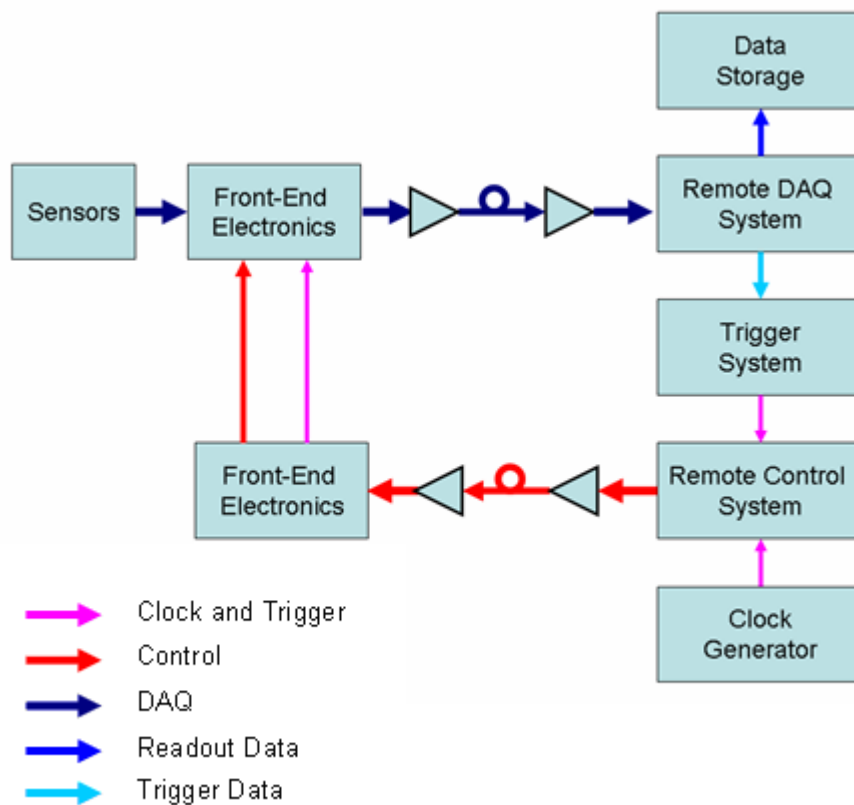 Data
Storage
Sensors
Front-End
Electronics
Remote DAQ
System
Trigger
System
Front-End
Electronics
Remote Control
System
Clock
Generator
Clock and Trigger
Control
DAQ
Readout Data
Trigger Data